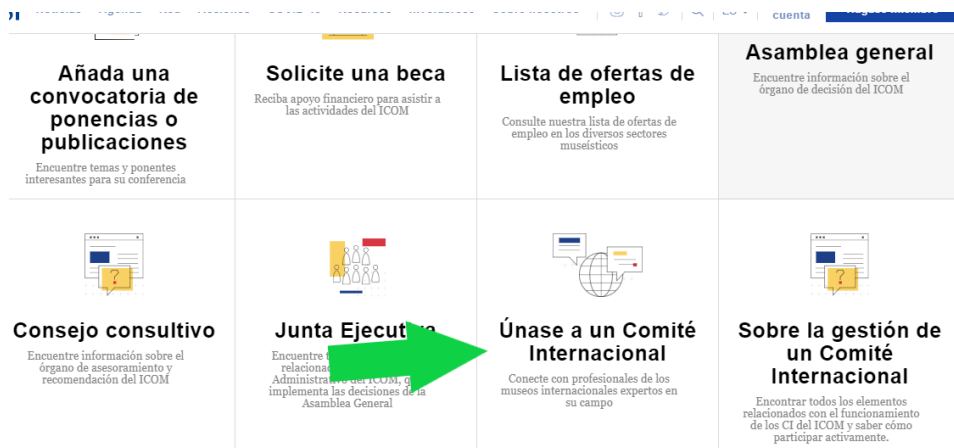 cuenta
Añada una
convocatoria de
ponencias o
publicaciones
Encuentre temas y ponentes
interesantes para su conferencia
Solicite una beca
Reciba apoyo financiero para asistir a
las actividades del ICOM
Lista de ofertas de
empleo
Consulte nuestra lista de ofertas de
empleo en los diversos sectores
museísticos
Asamblea general
Encuentre información sobre el
órgano de decisión del ICOM
Consejo consultivo
Encuentre información sobre el
órgano de asesoramiento y
recomendación del ICOM
Junta
Encuentre
Administrativo del ICOM,
implementa las decisiones de la
Asamblea General
Únase a un Comité
Internacional
Conecte con profesionales de los
museos internacionales expertos en
su campo
Sobre la gestión de
un Comité
Internacional
Encontrar todos los elementos
relacionados con el funcionamiento
de los CI del ICOM y saber cómo
participar activamente.